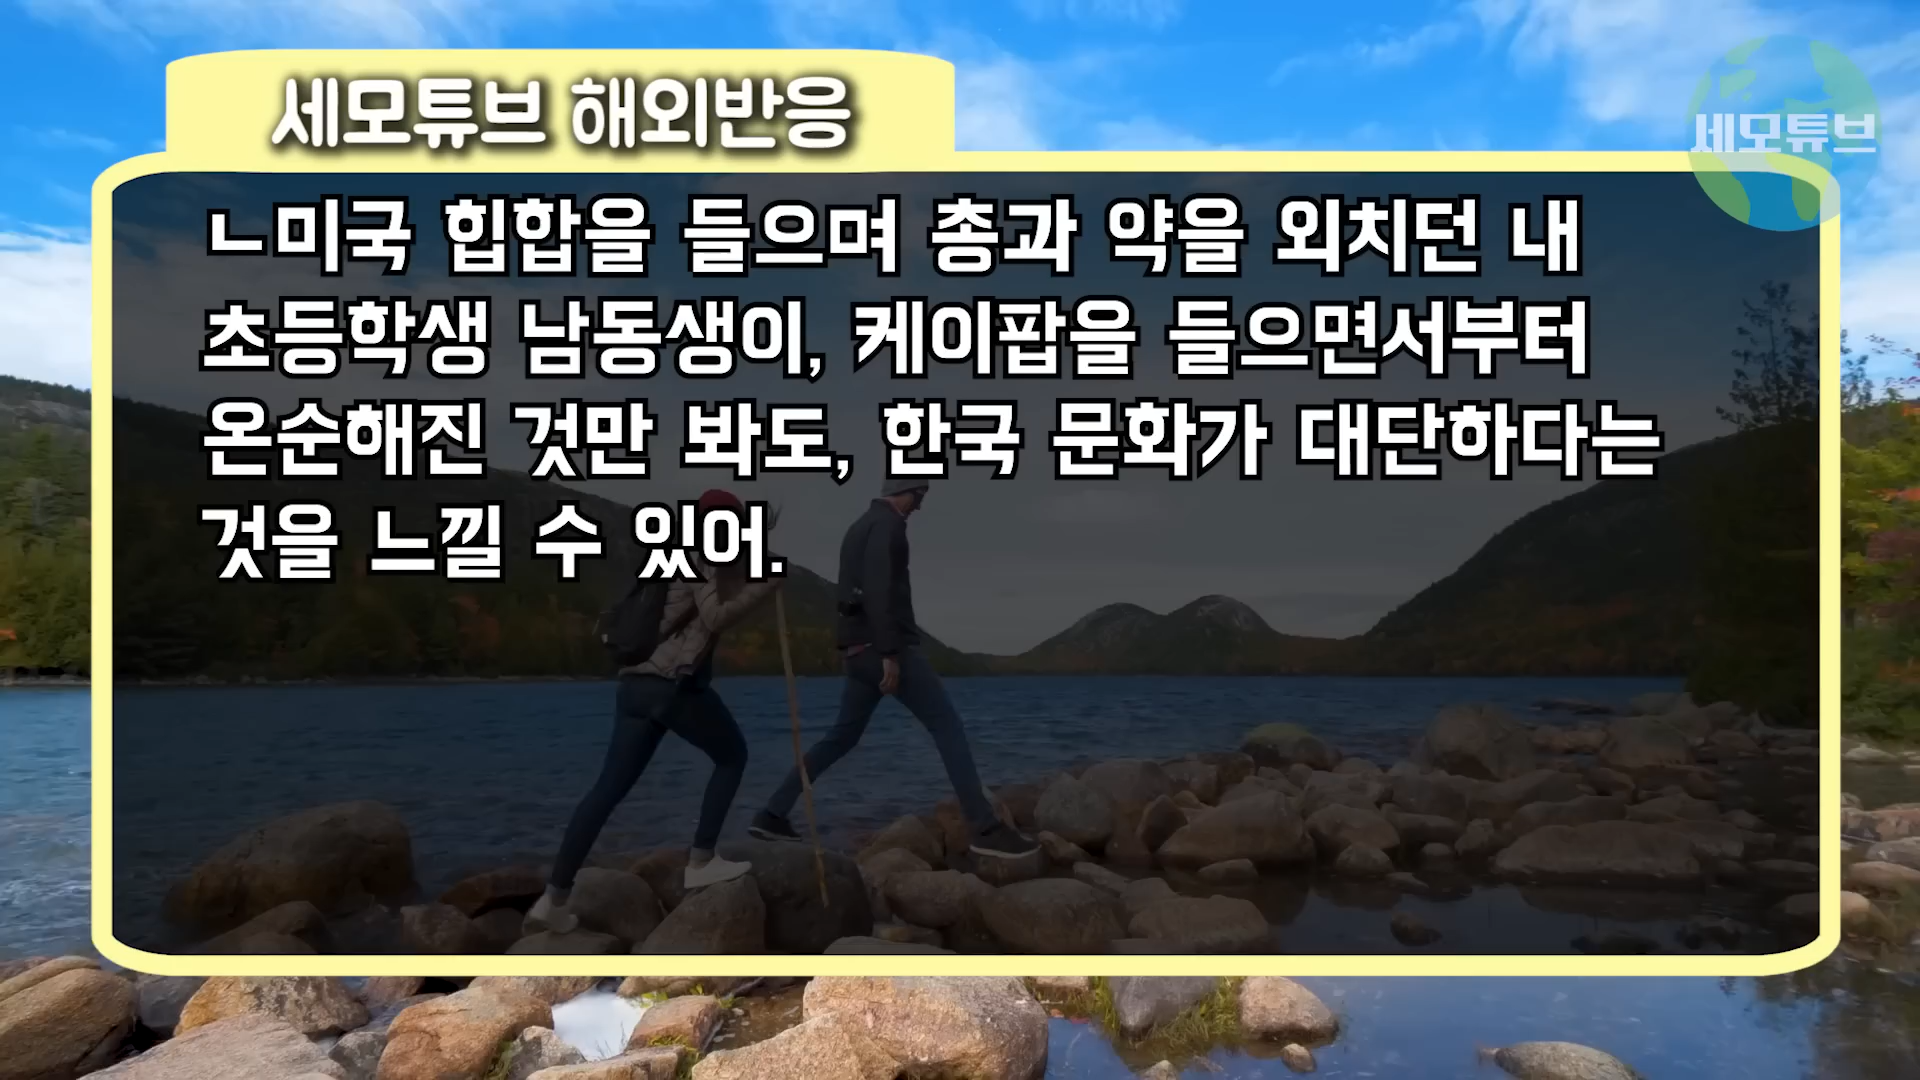 세모튜브 해외반응
세모튜브
ㄴ미국 힙합을 들으며 총과 약을 외치던 내
초등학생 남동생이, 케이팝을 들으면서부터
온순해진 것만 봐도, 한국 문화가 대단하다는
것을 느낄 수 있어.